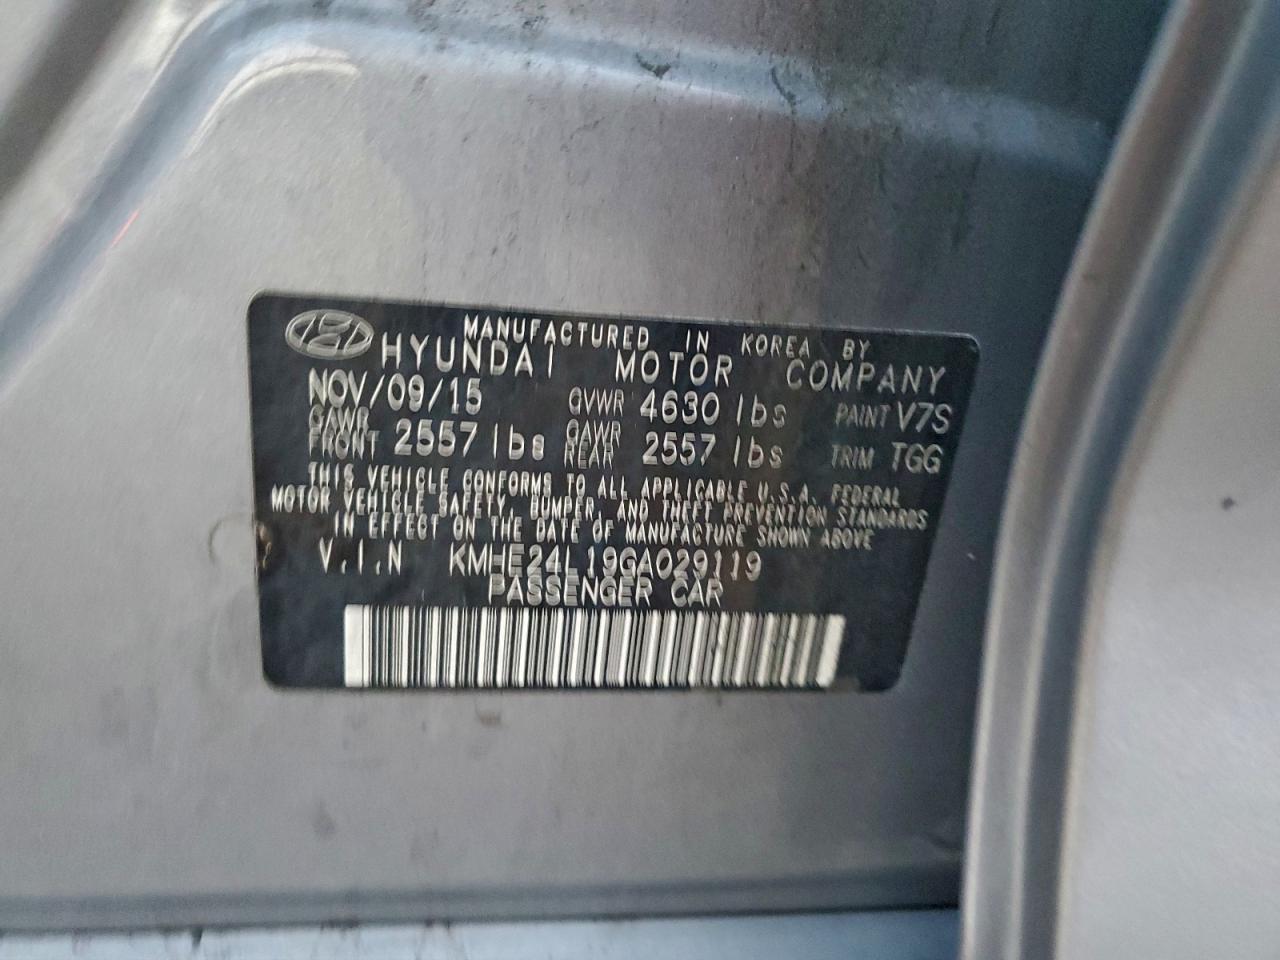 MANUFACTURED IN KOREA BY
HYUNDAI MOTOR COMPANY
NOV/09/15 GVWR 4630 lbs PAINT V7S
GAWR FRONT 2557 lbs GAWR REAR 2557 lbs TRIM TGG
THIS VEHICLE CONFORMS TO ALL APPLICABLE U.S.A. FEDERAL
MOTOR VEHICLE SAFETY, BUMPER, AND THEFT PREVENTION STANDARDS
IN EFFECT ON THE DATE OF MANUFACTURE SHOWN ABOVE
V.I.N KMHE24L19GA029119
PASSENGER CAR